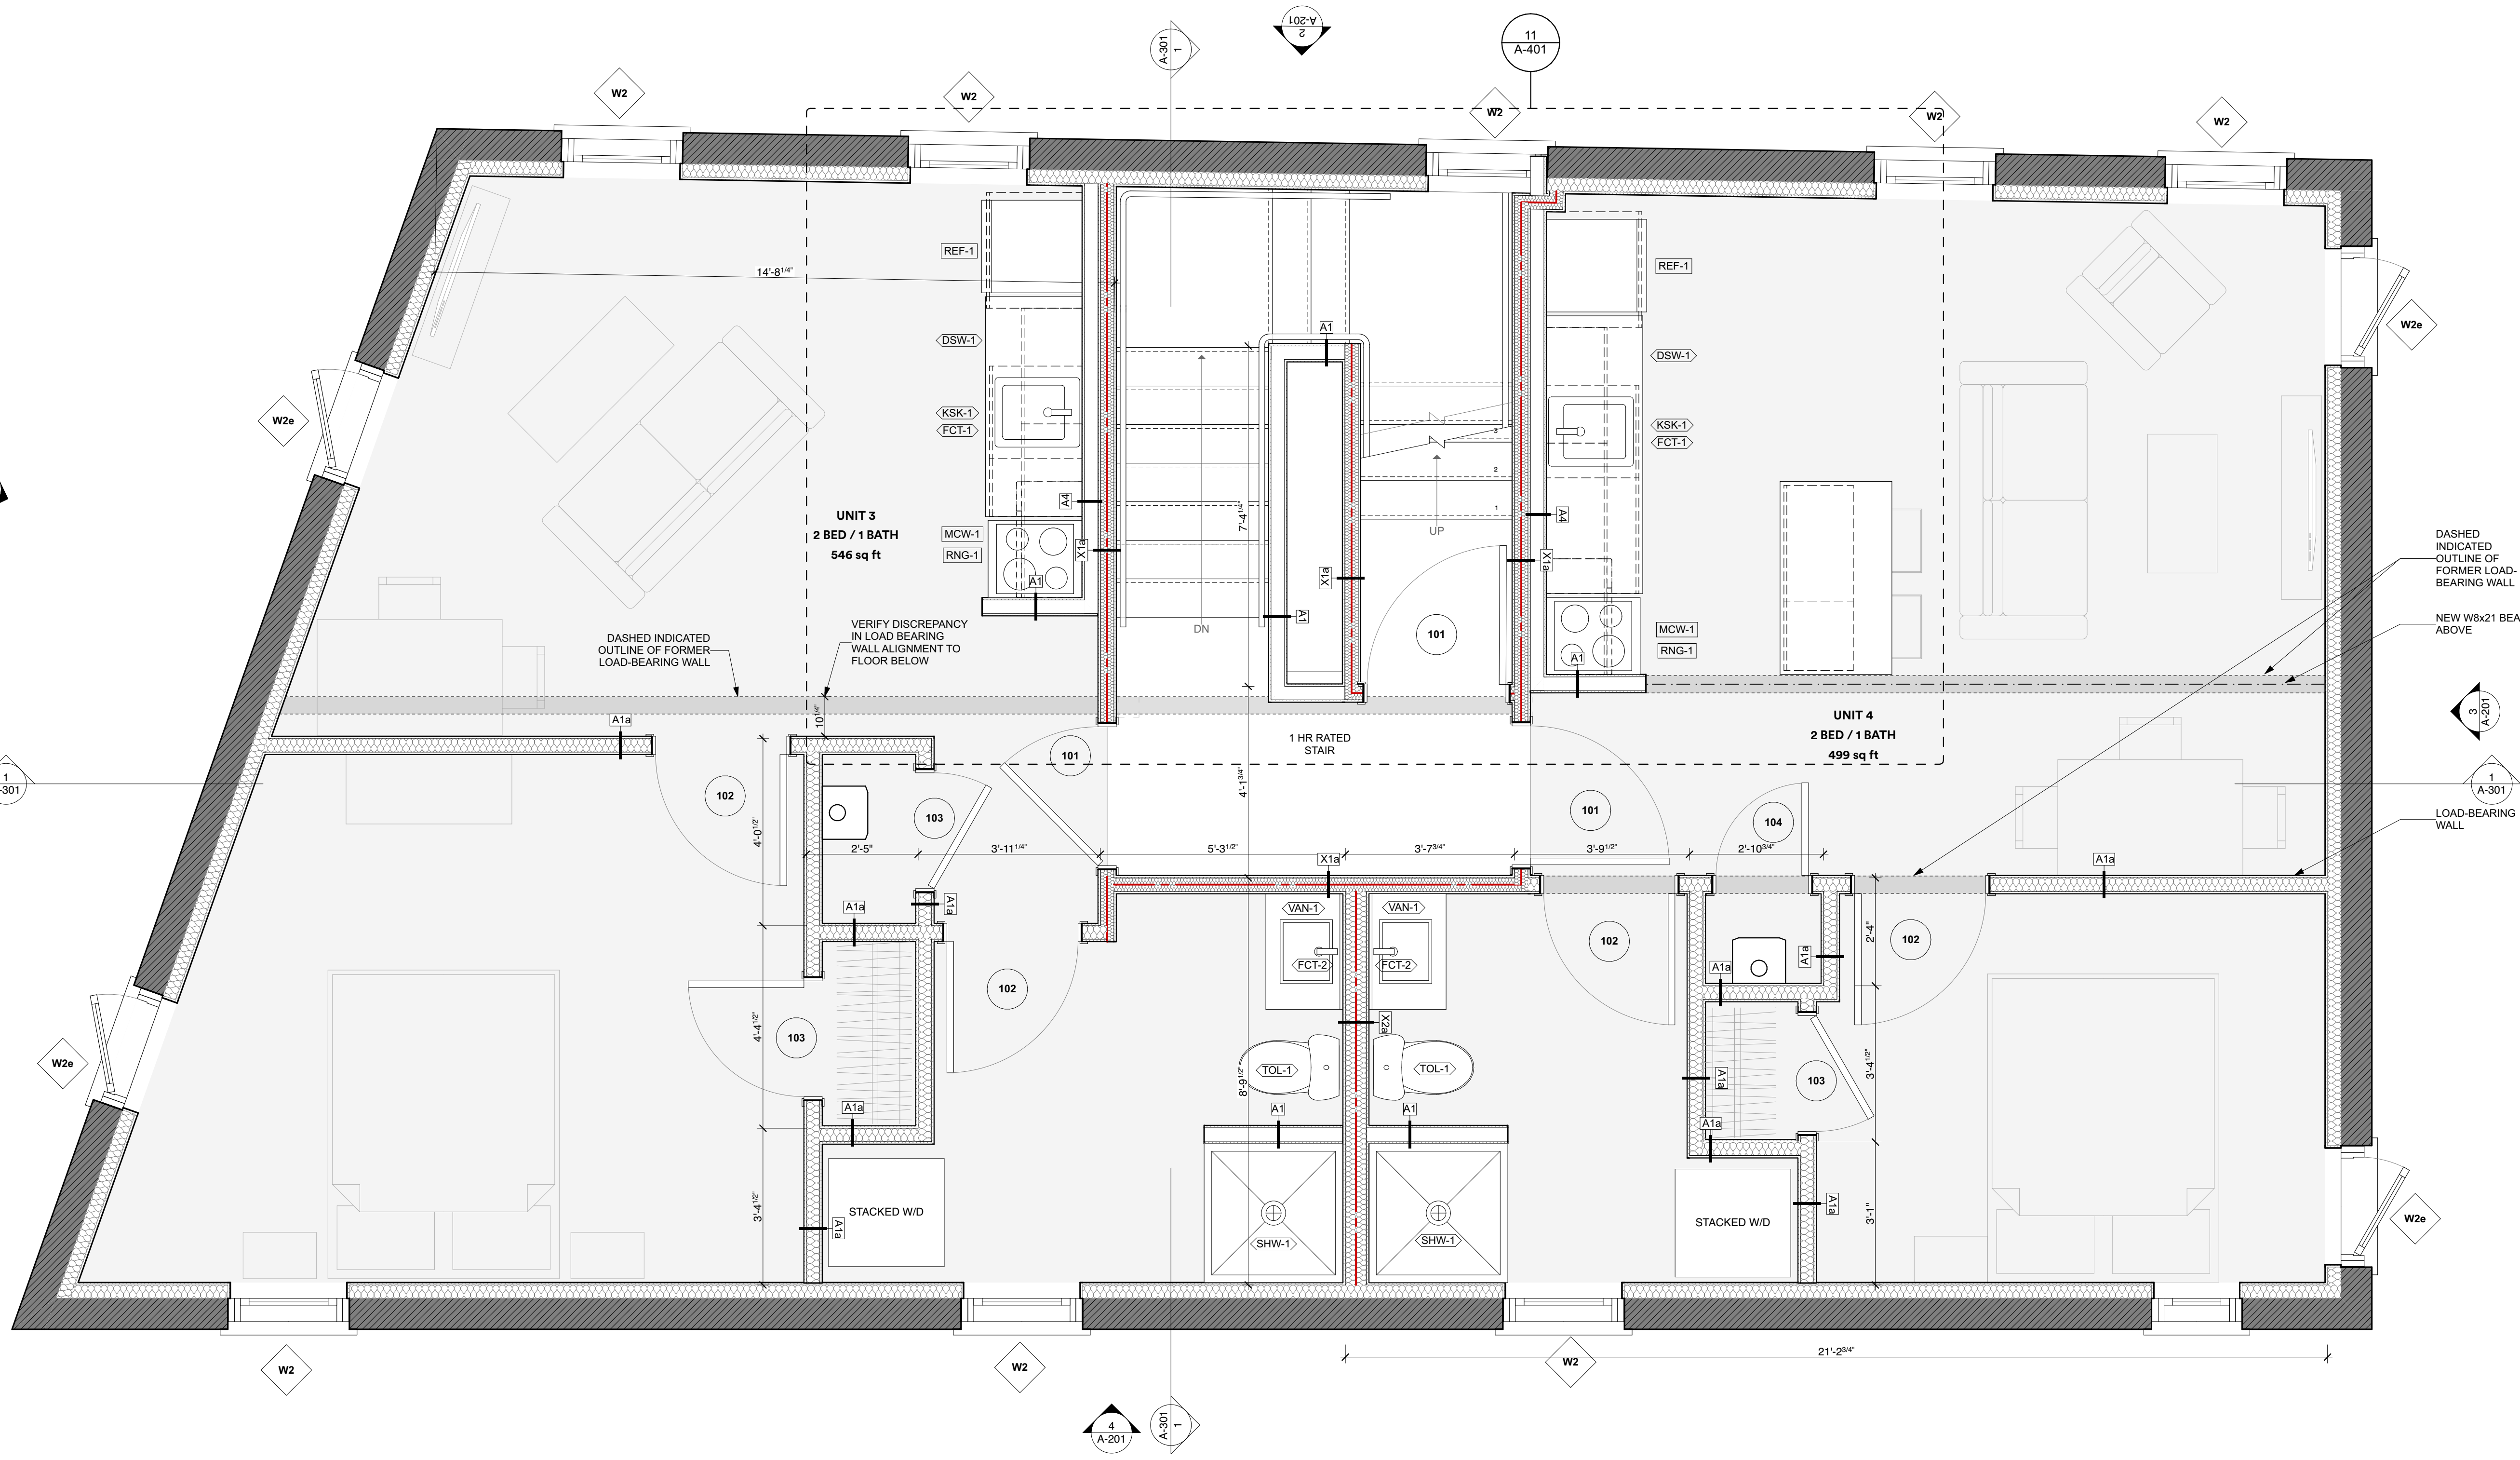 A-201
2
11
A-401
A-301
1
W2
W2
W2
W2
W2
REF-1
REF-1
14'-8 1/4"
A1
W2e
DSW-1
DSW-1
KSK-1
FCT-1
KSK-1
FCT-1
W2e
3
2
1
UP
DN
A4
A4
7'-4 1/4"
UNIT 3
2 BED / 1 BATH
546 sq ft
MCW-1
RNG-1
X1a
A1
X1a
A1
X1a
101
MCW-1
RNG-1
A1
DASHED
INDICATED
OUTLINE OF
FORMER LOAD-
BEARING WALL
NEW W8x21 BEA
ABOVE
DASHED INDICATED
OUTLINE OF FORMER
LOAD-BEARING WALL
VERIFY DISCREPANCY
IN LOAD BEARING
WALL ALIGNMENT TO
FLOOR BELOW
A1a
10 1/4"
UNIT 4
2 BED / 1 BATH
499 sq ft
3
A-201
1 HR RATED
STAIR
101
1
-301
1
A-301
102
103
4'-1 3/4"
101
104
LOAD-BEARING
WALL
4'-0 1/2"
2'-5"
3'-11 1/4"
5'-3 1/2"
3'-7 3/4"
3'-9 1/2"
2'-10 3/4"
X1a
A1a
A1a
A1a
VAN-1
VAN-1
FCT-2
FCT-2
102
102
102
2'-4"
A1a
A1a
103
4'-4 1/2"
X2a
TOL-1
TOL-1
8'-9 1/2"
A1a
103
3'-4 1/2"
W2e
A1a
A1
A1
A1a
3'-4 1/2"
A1a
STACKED W/D
SHW-1
SHW-1
STACKED W/D
A1a
3'-1"
W2e
W2
W2
W2
21'-2 3/4"
4
A-201
A-301
1